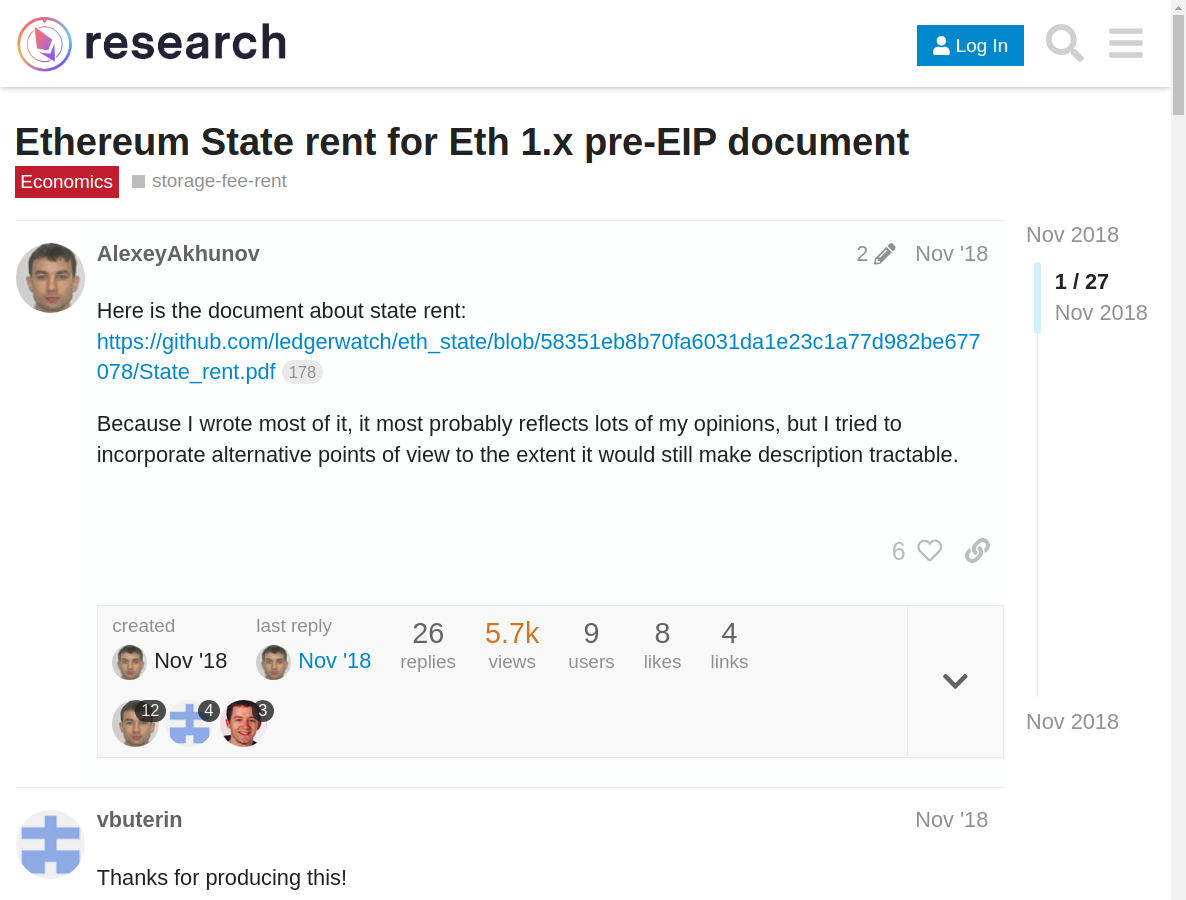 research
Log In
Ethereum State rent for Eth 1.x pre-EIP document
Economics
storage-fee-rent
AlexeyAkhunov
2
Nov '18
Here is the document about state rent:
https://github.com/ledgerwatch/eth_state/blob/58351eb8b70fa6031da1e23c1a77d982be677
078/State_rent.pdf 178
Because I wrote most of it, it most probably reflects lots of my opinions, but I tried to
incorporate alternative points of view to the extent it would still make description tractable.
6
created
Nov '18
last reply
Nov '18
26
replies
5.7k
views
9
users
8
likes
4
links
12
4
3
Nov 2018
1 / 27
Nov 2018
Nov 2018
vbuterin
Nov '18
Thanks for producing this!